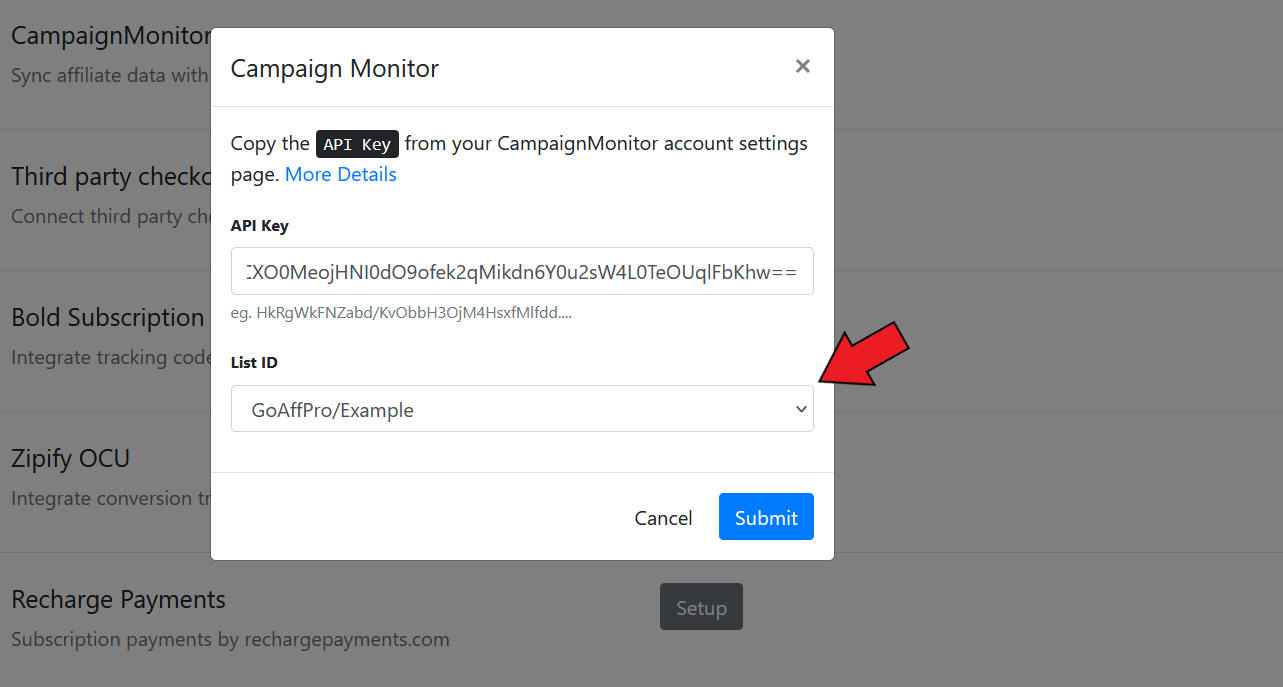 CampaignMonitor
Sync affiliate data with
Third party checko
Connect third party che
Bold Subscription
Integrate tracking code
Zipify OCU
Integrate conversion tr
Recharge Payments
Subscription payments by rechargepayments.com
Setup
Campaign Monitor
×
Copy the API Key from your CampaignMonitor account settings
page. More Details
API Key
XO0MeojHNI0dO9ofek2qMikdn6Y0u2sW4L0TeOUqlFbKhw==
eg. HkRgWkFNZabd/KvObbH3OjM4HsxfMlfdd....
List ID
GoAffPro/Example
Cancel
Submit